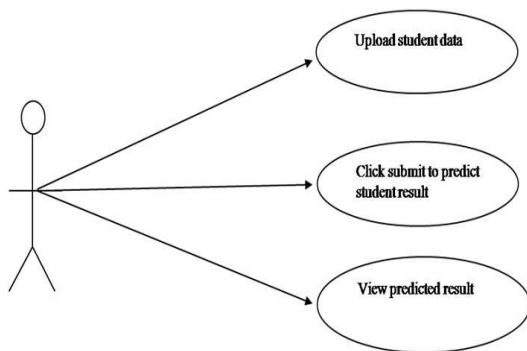 Upload student data
Click submit to predict
student result
View predicted result